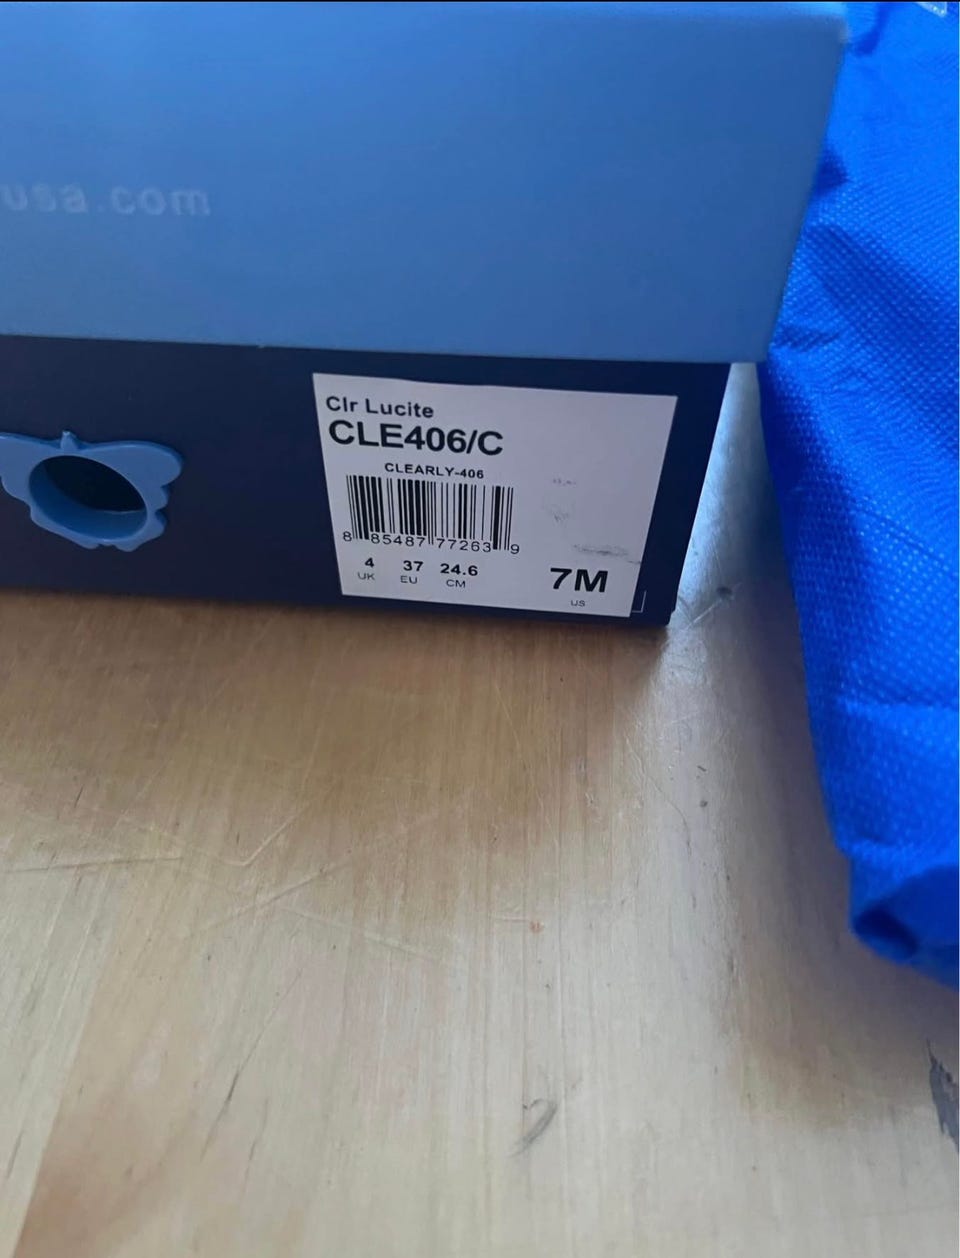 usa.com
Clr Lucite
CLE406/C
CLEARLY-406
8 85487 77263 9
4 37 24.6
UK EU CM
7M
US